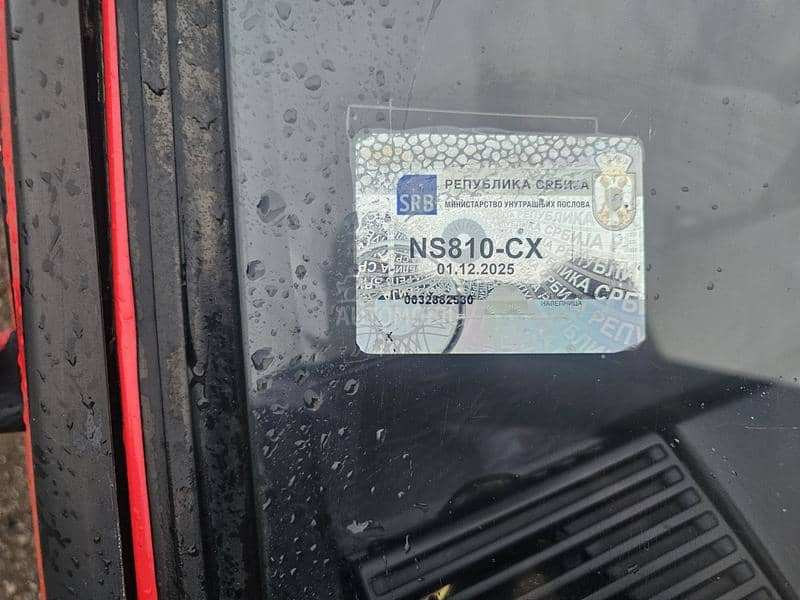 РЕПУБЛИКА СРБИЈА
SRB
МИНИСТАРСТВО УНУТРАШЊИХ ПОСЛОВА
NS810-CX
01.12.2025
0032882530
НАЛЕПНИЦА
X